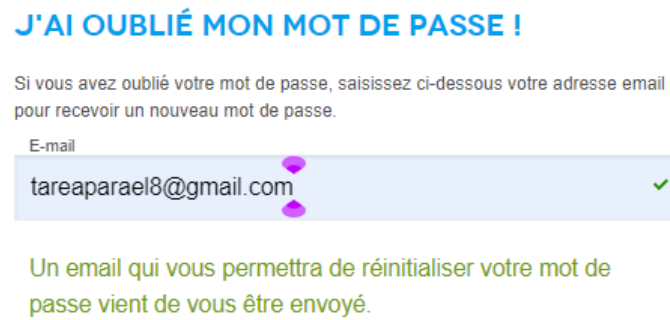 J'AI OUBLIÉ MON MOT DE PASSE !
Si vous avez oublié votre mot de passe, saisissez ci-dessous votre adresse email
pour recevoir un nouveau mot de passe.
E-mail
tareaparael8@gmail.com
Un email qui vous permettra de réinitialiser votre mot de
passe vient de vous être envoyé.